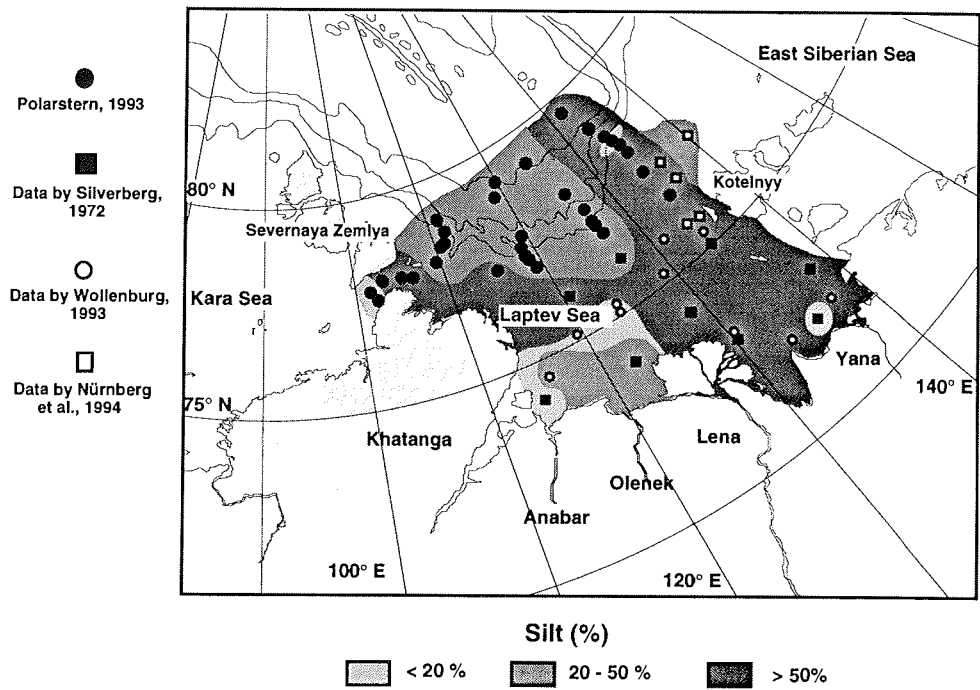 Polarstern, 1993
Data by Silverberg,
1972
Data by Wollenburg,
1993
Data by Nürnberg
et al., 1994
East Siberian Sea
80° N
Kotelnyy
Severnaya Zemlya
Kara Sea
Laptev Sea
Yana
140° E
75° N
Khatanga
Lena
Olenek
Anabar
100° E
120° E
Silt (%)
< 20 %
20 - 50 %
> 50%